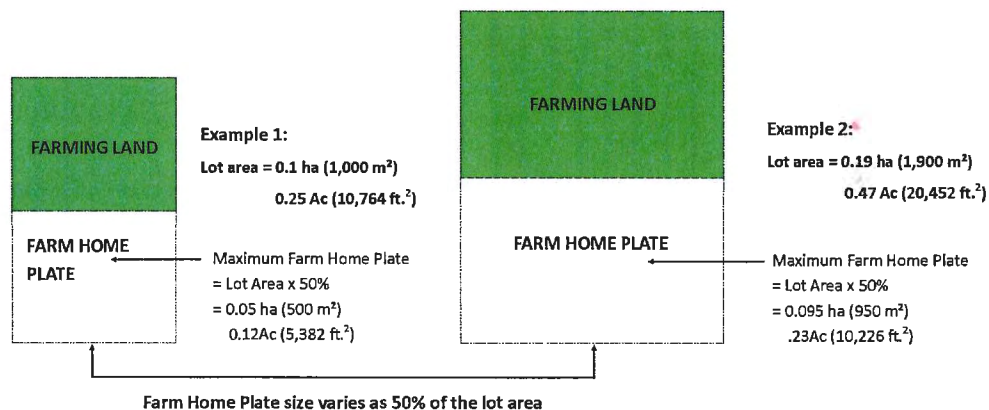 FARMING LAND
Example 1:
Lot area = 0.1 ha (1,000 m²)
0.25 Ac (10,764 ft.²)
FARM HOME
PLATE
Maximum Farm Home Plate
= Lot Area x 50%
= 0.05 ha (500 m²)
0.12Ac (5,382 ft.²)
FARMING LAND
Example 2:
Lot area = 0.19 ha (1,900 m²)
0.47 Ac (20,452 ft.²)
FARM HOME PLATE
Maximum Farm Home Plate
= Lot Area x 50%
= 0.095 ha (950 m²)
.23Ac (10,226 ft.²)
Farm Home Plate size varies as 50% of the lot area